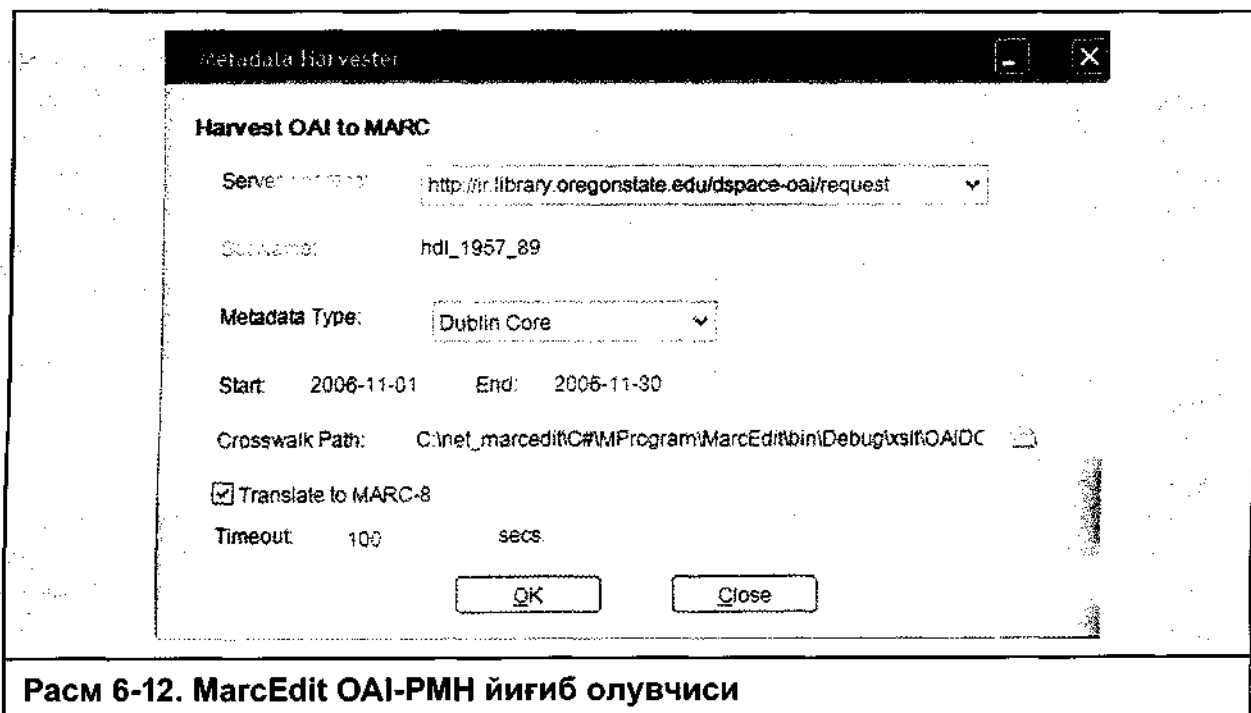 Metadata Harvester
Harvest OAI to MARC
Server http://ir.library.oregonstate.edu/dspace-oai/request
hdl_1957_89
Metadata Type: Dublin Core
Start: 2006-11-01 End: 2006-11-30
Crosswalk Path: C:\net_marcedit\C#\MProgram\MarcEdit\bin\Debug\xslt\OAIDC
Translate to MARC-8
Timeout: 100 secs.
OK Close
Расм 6-12. MarcEdit OAI-PMH йиғиб олувчиси